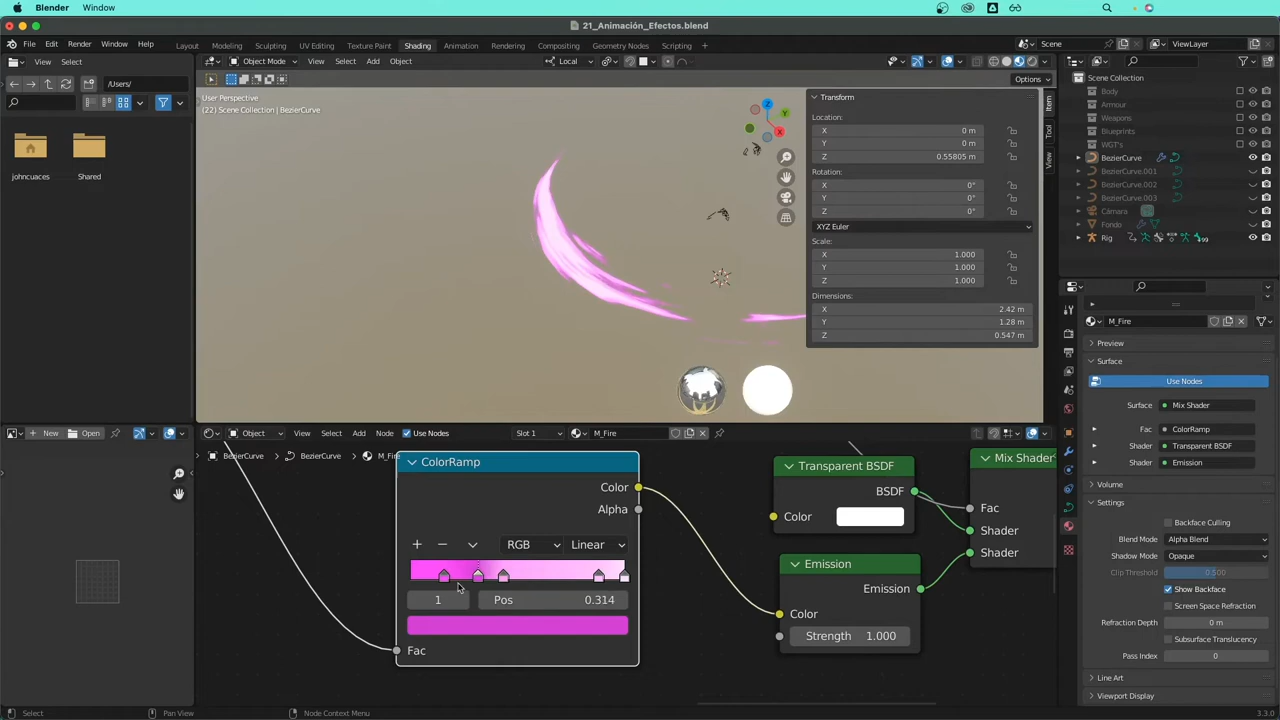 Blender Window
21_Animación_Efectos.blend
File Edit Render Window Help Layout Modeling Sculpting UV Editing Texture Paint Shading Animation Rendering Compositing Geometry Nodes Scripting Scene ViewLayer
View Select Object Mode View Select Add Object Local
/Users/ Options
User Perspective
(22) Scene Collection | BezierCurve
johncuaces Shared
Transform
Location:
X 0 m
Y 0 m
Z 0.55805 m
Rotation:
X 0°
Y 0°
Z 0°
XYZ Euler
Scale:
X 1.000
Y 1.000
Z 1.000
Dimensions:
X 2.42 m
Y 1.28 m
Z 0.547 m
Item
Tool
View
Z
Y
X
Scene Collection
Body
Armour
Weapons
Blueprints
WGT's
BezierCurve
BezierCurve.001
BezierCurve.002
BezierCurve.003
Cámara
Fondo
Rig 99
M_Fire
Preview
Surface
Use Nodes
Surface Mix Shader
Fac ColorRamp
Shader Transparent BSDF
Shader Emission
Volume
Settings
Backface Culling
Blend Mode Alpha Blend
Shadow Mode Opaque
Clip Threshold 0.500
Show Backface
Screen Space Refraction
Refraction Depth 0 m
Subsurface Translucency
Pass Index 0
Line Art
Viewport Display
New Open Object View Select Add Node Use Nodes Slot 1 M_Fire
BezierCurve BezierCurve
ColorRamp
Color
Alpha
RGB Linear
1 Pos 0.314
Fac
Transparent BSDF
BSDF
Color
Emission
Emission
Color
Strength 1.000
Mix Shader
Fac
Shader
Shader
Select Pan View Node Context Menu 3.3.0